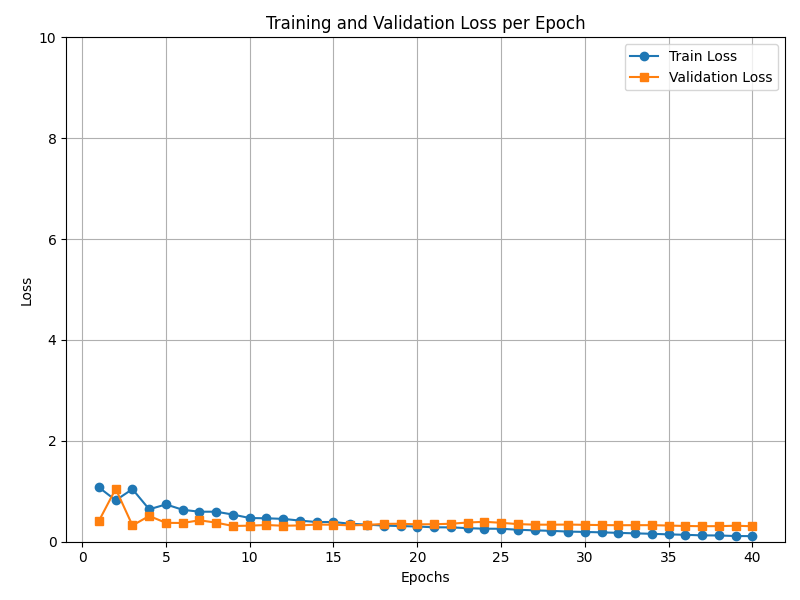 Training and Validation Loss per Epoch
Train Loss
Validation Loss
Loss
10
8
6
4
2
0
0 5 10 15 20 25 30 35 40
Epochs